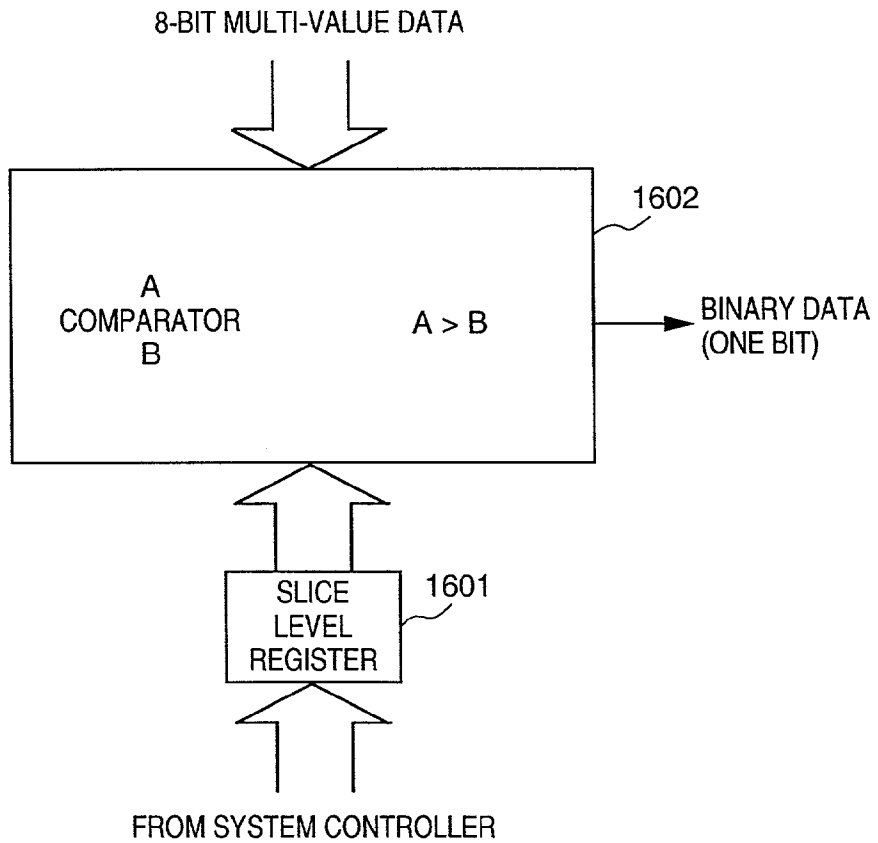 8-BIT MULTI-VALUE DATA
1602
A
COMPARATOR
B
A > B
BINARY DATA
(ONE BIT)
SLICE
LEVEL
REGISTER
1601
FROM SYSTEM CONTROLLER